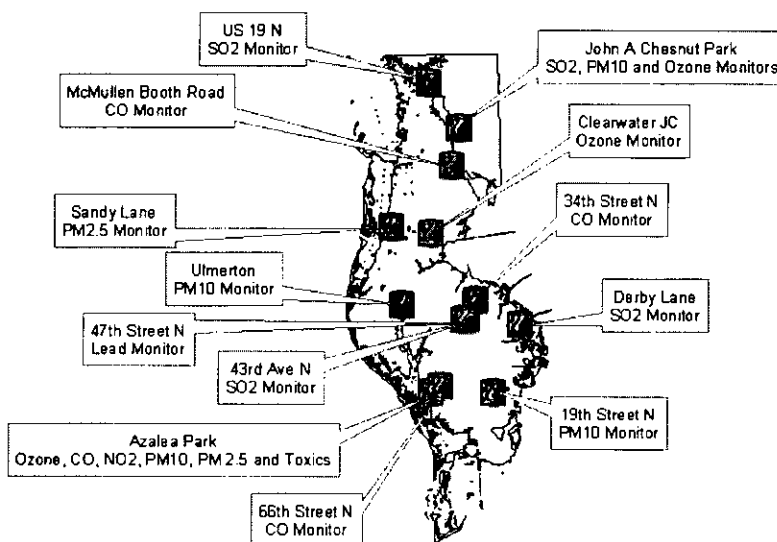 US 19 N
SO2 Monitor
John A Chesnut Park
SO2, PM10 and Ozone Monitors
McMullen Booth Road
CO Monitor
Clearwater JC
Ozone Monitor
34th Street N
CO Monitor
Sandy Lane
PM2.5 Monitor
Ulmerton
PM10 Monitor
Derby Lane
SO2 Monitor
47th Street N
Lead Monitor
43rd Ave N
SO2 Monitor
19th Street N
PM10 Monitor
Azalea Park
Ozone, CO, NO2, PM10, PM2.5 and Toxics
66th Street N
CO Monitor